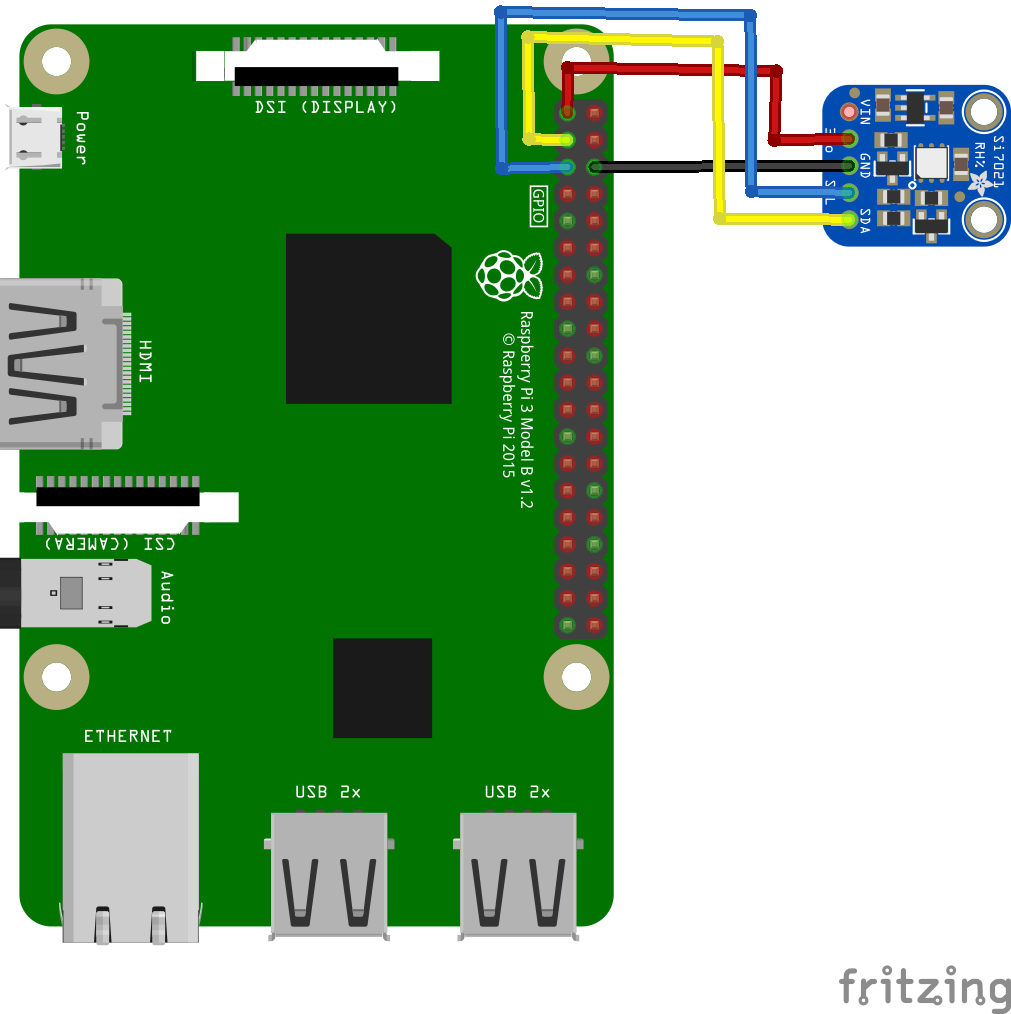 DSI (DISPLAY)
Power
VIN
3Vo
GND
SCL
SDA
Si7021
RH%
GPIO
HDMI
Raspberry Pi 3 Model B v1.2
© Raspberry Pi 2015
CSI (CAMERA)
Audio
ETHERNET
USB 2x
USB 2x
fritzing